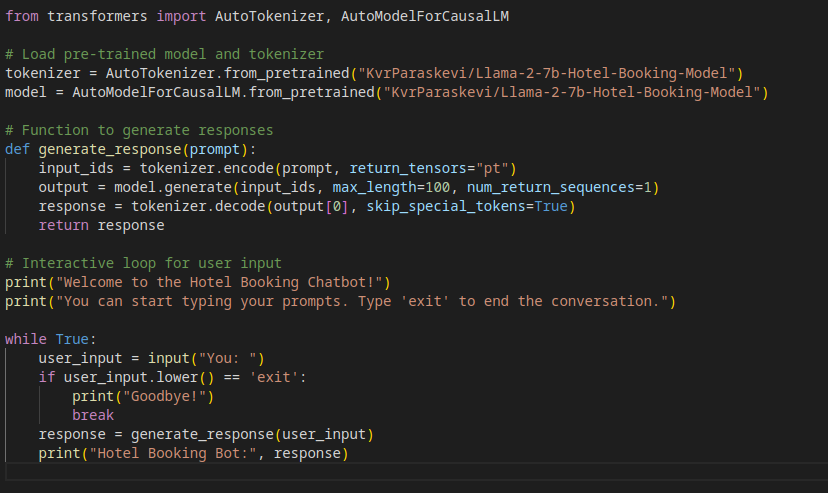 from transformers import AutoTokenizer, AutoModelForCausalLM

# Load pre-trained model and tokenizer
tokenizer = AutoTokenizer.from_pretrained("KvrParaskevi/Llama-2-7b-Hotel-Booking-Model")
model = AutoModelForCausalLM.from_pretrained("KvrParaskevi/Llama-2-7b-Hotel-Booking-Model")

# Function to generate responses
def generate_response(prompt):
    input_ids = tokenizer.encode(prompt, return_tensors="pt")
    output = model.generate(input_ids, max_length=100, num_return_sequences=1)
    response = tokenizer.decode(output[0], skip_special_tokens=True)
    return response

# Interactive loop for user input
print("Welcome to the Hotel Booking Chatbot!")
print("You can start typing your prompts. Type 'exit' to end the conversation.")

while True:
    user_input = input("You: ")
    if user_input.lower() == 'exit':
        print("Goodbye!")
        break
    response = generate_response(user_input)
    print("Hotel Booking Bot:", response)